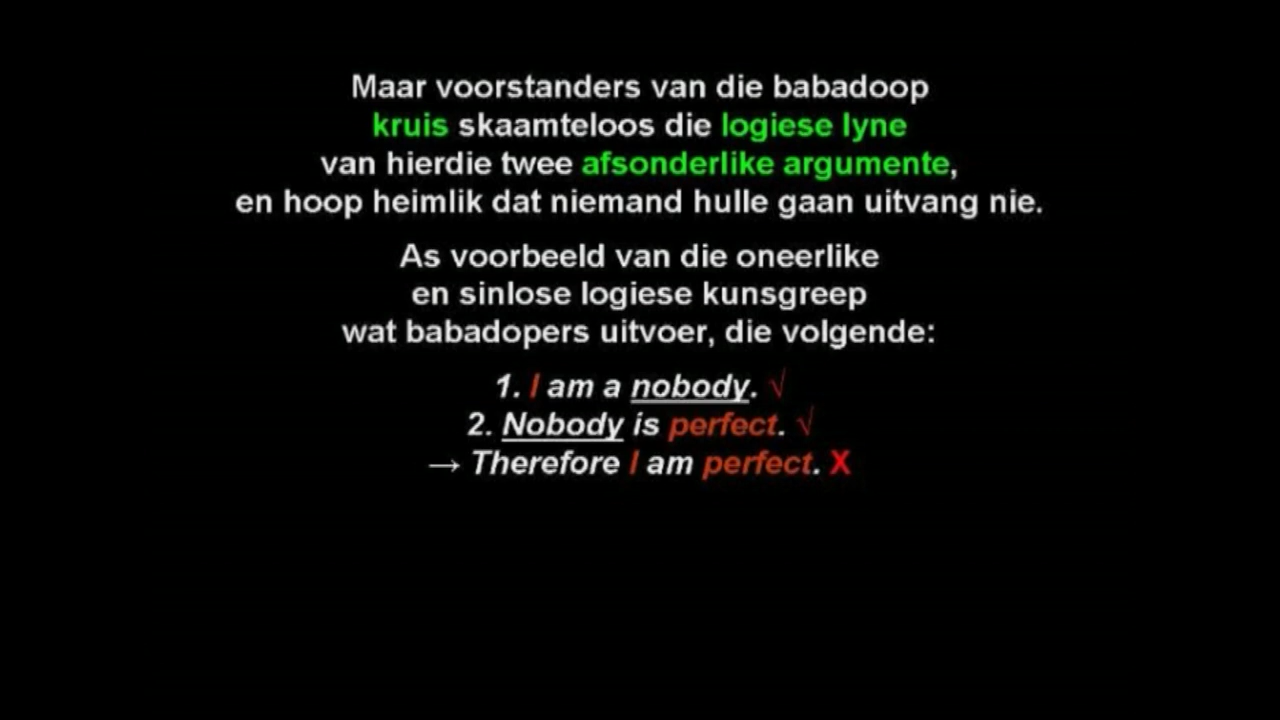 Maar voorstanders van die babadoop
kruis skaamteloos die logiese lyne
van hierdie twee afsonderlike argumente,
en hoop heimlik dat niemand hulle gaan uitvang nie.
As voorbeeld van die oneerlike
en sinlose logiese kunsgreep
wat babadopers uitvoer, die volgende:
1. I am a nobody. √
2. Nobody is perfect. √
→ Therefore I am perfect. X